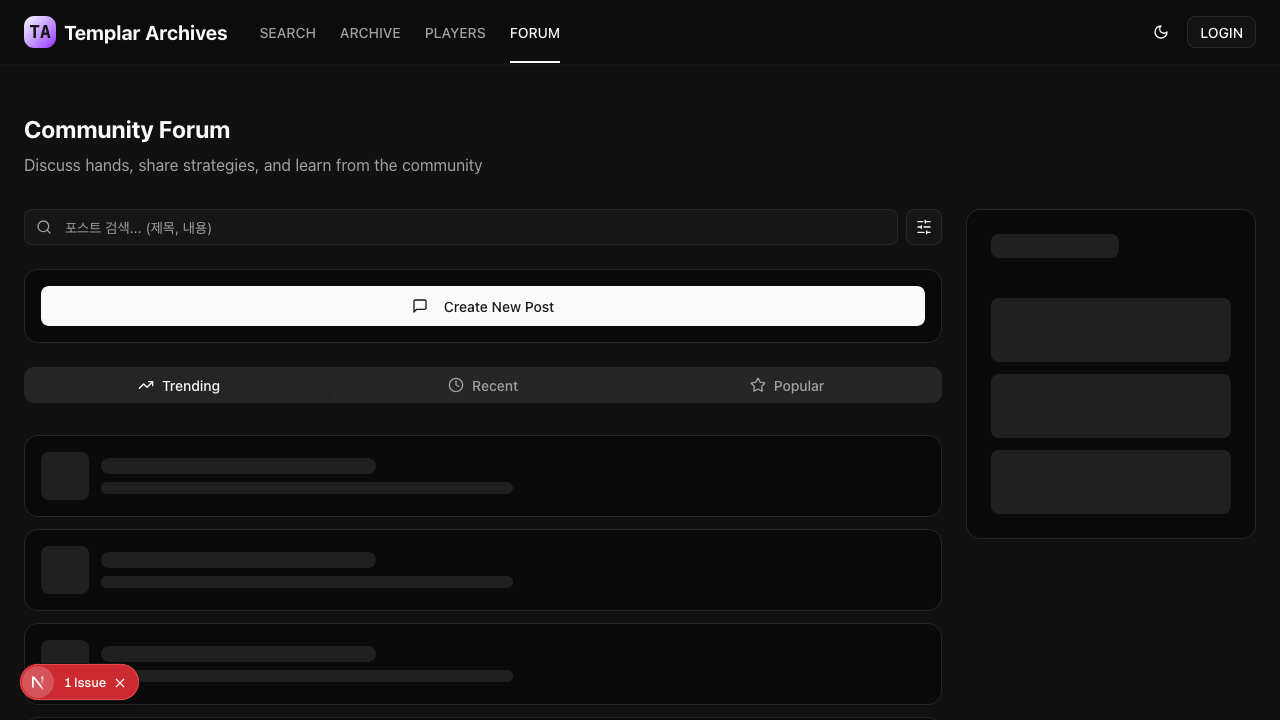 TA Templar Archives SEARCH ARCHIVE PLAYERS FORUM LOGIN
Community Forum
Discuss hands, share strategies, and learn from the community
포스트 검색... (제목, 내용)
Create New Post
Trending Recent Popular
N 1 Issue